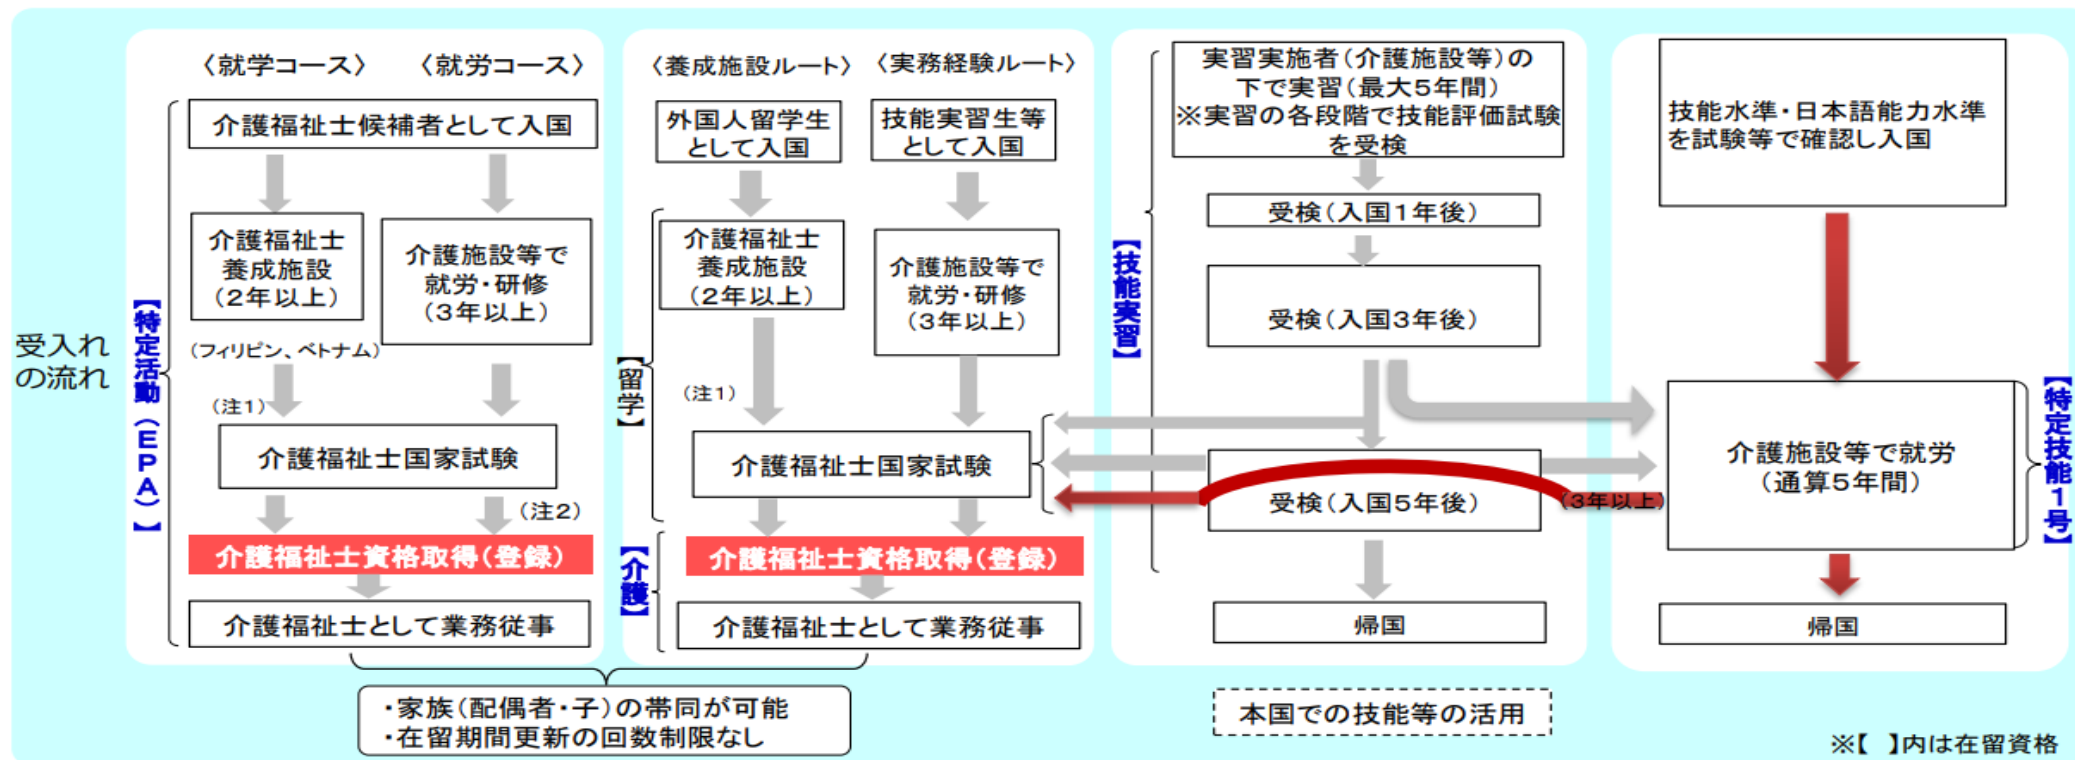 受入れ
の流れ
【特定活動(EPA)】
〈就学コース〉
〈就労コース〉
介護福祉士候補者として入国
介護福祉士
養成施設
(2年以上)
(フィリピン、ベトナム)
(注1)
介護施設等で
就労・研修
(3年以上)
介護福祉士国家試験
(注2)
介護福祉士資格取得(登録)
介護福祉士として業務従事
〈養成施設ルート〉
〈実務経験ルート〉
外国人留学生
として入国
技能実習生等
として入国
【留学】
介護福祉士
養成施設
(2年以上)
(注1)
介護施設等で
就労・研修
(3年以上)
介護福祉士国家試験
【介護】
介護福祉士資格取得(登録)
介護福祉士として業務従事
・家族(配偶者・子)の帯同が可能
・在留期間更新の回数制限なし
【技能実習】
実習実施者(介護施設等)の
下で実習(最大5年間)
※実習の各段階で技能評価試験
を受検
受検(入国1年後)
受検(入国3年後)
受検(入国5年後)
帰国
本国での技能等の活用
技能水準・日本語能力水準
を試験等で確認し入国
(3年以上)
介護施設等で就労
(通算5年間)
【特定技能1号】
帰国
※【 】内は在留資格